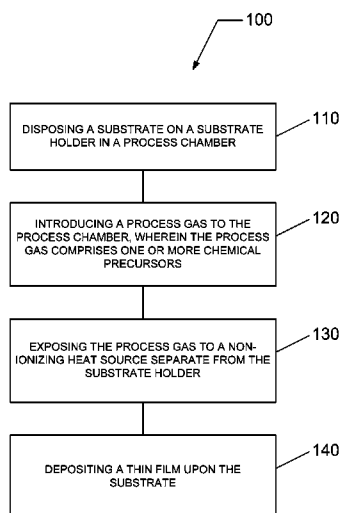 100
DISPOSING A SUBSTRATE ON A SUBSTRATE
HOLDER IN A PROCESS CHAMBER
110
INTRODUCING A PROCESS GAS TO THE
PROCESS CHAMBER, WHEREIN THE PROCESS
GAS COMPRISES ONE OR MORE CHEMICAL
PRECURSORS
120
EXPOSING THE PROCESS GAS TO A NON-
IONIZING HEAT SOURCE SEPARATE FROM THE
SUBSTRATE HOLDER
130
DEPOSITING A THIN FILM UPON THE
SUBSTRATE
140